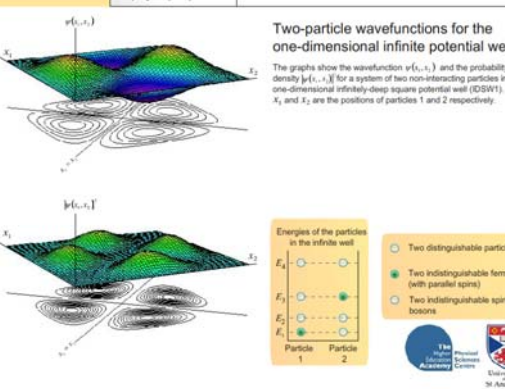 ψ(x₁,x₂)
x₁
x₂
Two-particle wavefunctions for the
one-dimensional infinite potential we
The graphs show the wavefunction ψ(x₁,x₂) and the probability
density |ψ(x₁,x₂)|² for a system of two non-interacting particles in
one-dimensional infinitely-deep square potential well (IDSW1).
x₁ and x₂ are the positions of particles 1 and 2 respectively.
|ψ(x₁,x₂)|²
x₁
x₂
Energies of the particles
in the infinite well
E₄
E₃
E₂
E₁
Particle Particle
1 2
Two distinguishable partic
Two indistinguishable ferm
(with parallel spins)
Two indistinguishable spin
bosons
The
Higher
Education
Academy
Physical
Sciences
Centre
Univer
St An